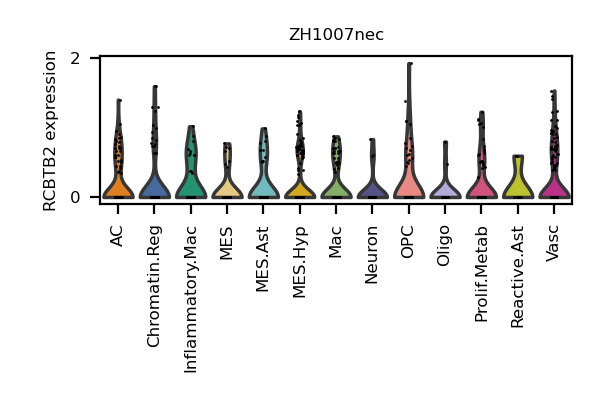 ZH1007nec
RCBTB2 expression
2
0
AC
Chromatin.Reg
Inflammatory.Mac
MES
MES.Ast
MES.Hyp
Mac
Neuron
OPC
Oligo
Prolif.Metab
Reactive.Ast
Vasc